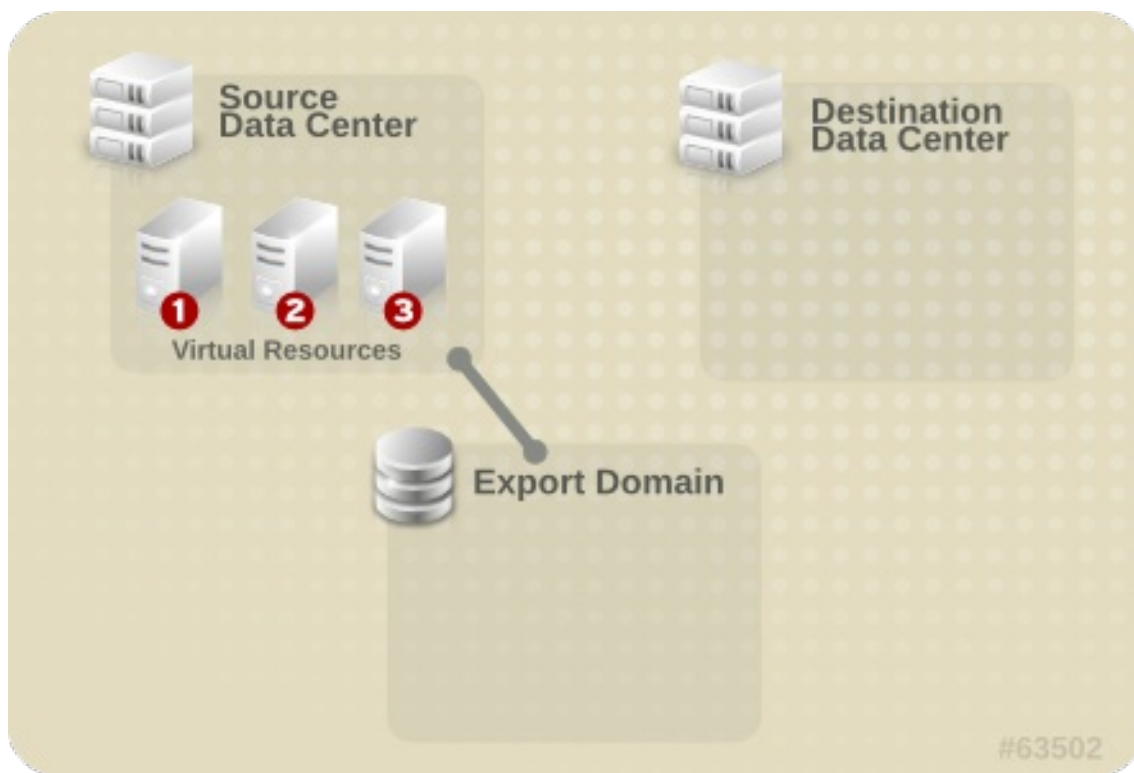 Source
Data Center
Destination
Data Center
1 2 3
Virtual Resources
Export Domain
#63502